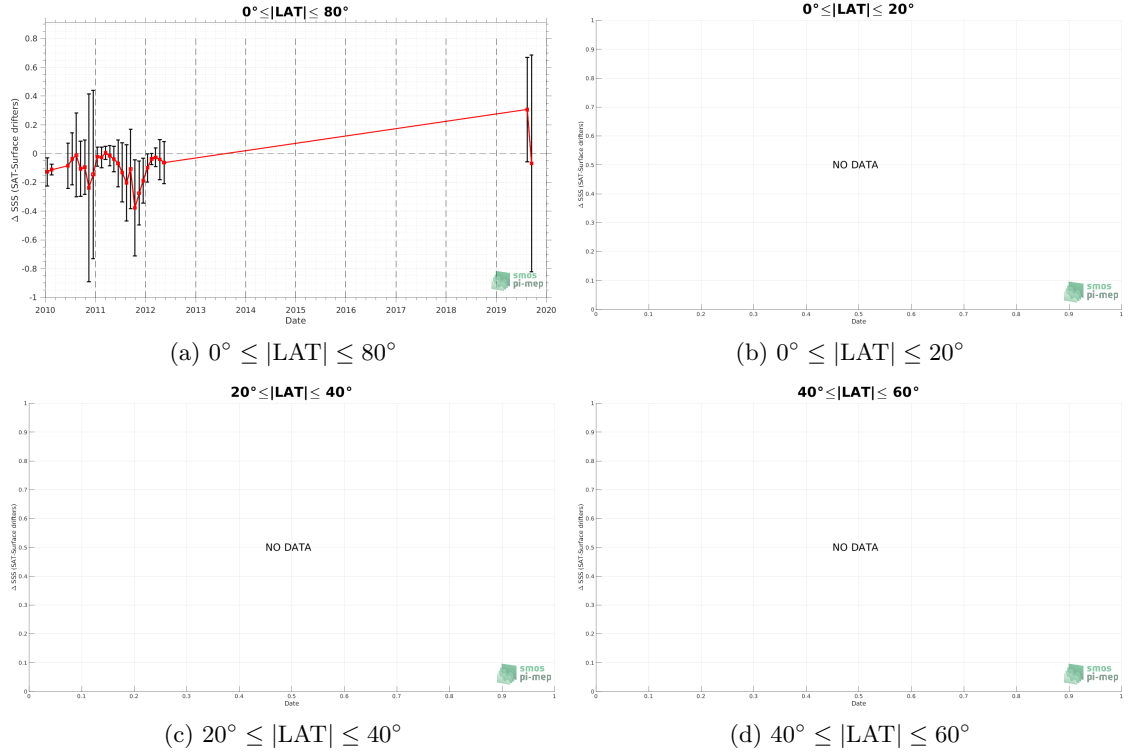 0°≤|LAT|≤ 80°
Δ SSS (SAT-Surface drifters)
0.8
0.6
0.4
0.2
0
-0.2
-0.4
-0.6
-0.8
-1
2010 2011 2012 2013 2014 2015 2016 2017 2018 2019 2020
Date
smos
pi-mep
(a) 0° ≤ |LAT| ≤ 80°
0°≤|LAT|≤ 20°
Δ SSS (SAT-Surface drifters)
1
0.9
0.8
0.7
0.6
0.5
0.4
0.3
0.2
0.1
0
NO DATA
0 0.1 0.2 0.3 0.4 0.5 0.6 0.7 0.8 0.9 1
Date
smos
pi-mep
(b) 0° ≤ |LAT| ≤ 20°
20°≤|LAT|≤ 40°
Δ SSS (SAT-Surface drifters)
1
0.9
0.8
0.7
0.6
0.5
0.4
0.3
0.2
0.1
0
NO DATA
0 0.1 0.2 0.3 0.4 0.5 0.6 0.7 0.8 0.9 1
Date
smos
pi-mep
(c) 20° ≤ |LAT| ≤ 40°
40°≤|LAT|≤ 60°
Δ SSS (SAT-Surface drifters)
1
0.9
0.8
0.7
0.6
0.5
0.4
0.3
0.2
0.1
0
NO DATA
0 0.1 0.2 0.3 0.4 0.5 0.6 0.7 0.8 0.9 1
Date
smos
pi-mep
(d) 40° ≤ |LAT| ≤ 60°